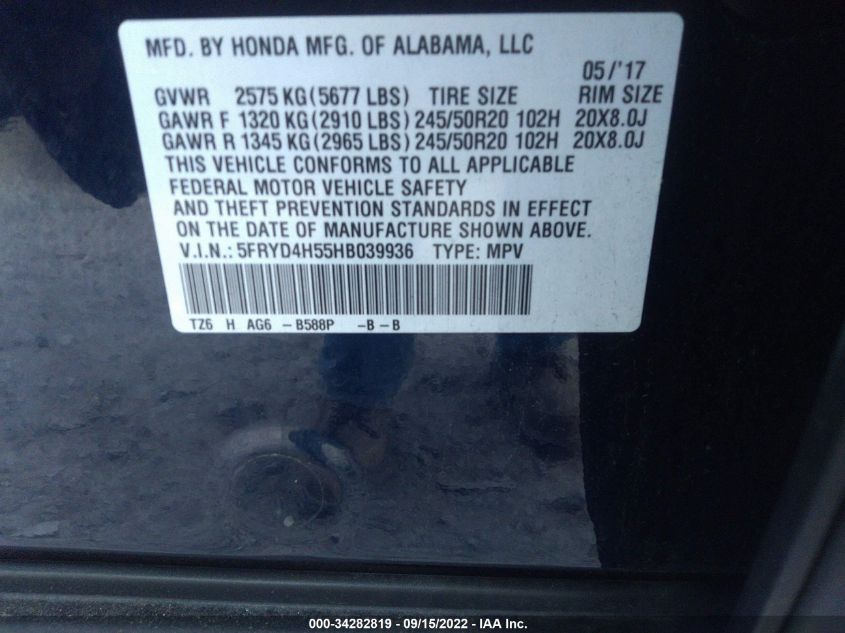 MFD. BY HONDA MFG. OF ALABAMA, LLC
05/'17
GVWR 2575 KG(5677 LBS) TIRE SIZE RIM SIZE
GAWR F 1320 KG(2910 LBS) 245/50R20 102H 20X8.0J
GAWR R 1345 KG(2965 LBS) 245/50R20 102H 20X8.0J
THIS VEHICLE CONFORMS TO ALL APPLICABLE
FEDERAL MOTOR VEHICLE SAFETY
AND THEFT PREVENTION STANDARDS IN EFFECT
ON THE DATE OF MANUFACTURE SHOWN ABOVE.
V.I.N.: 5FRYD4H55HB039936 TYPE: MPV
TZ6 H AG6 - B588P - B - B
000-34282819 - 09/15/2022 - IAA Inc.